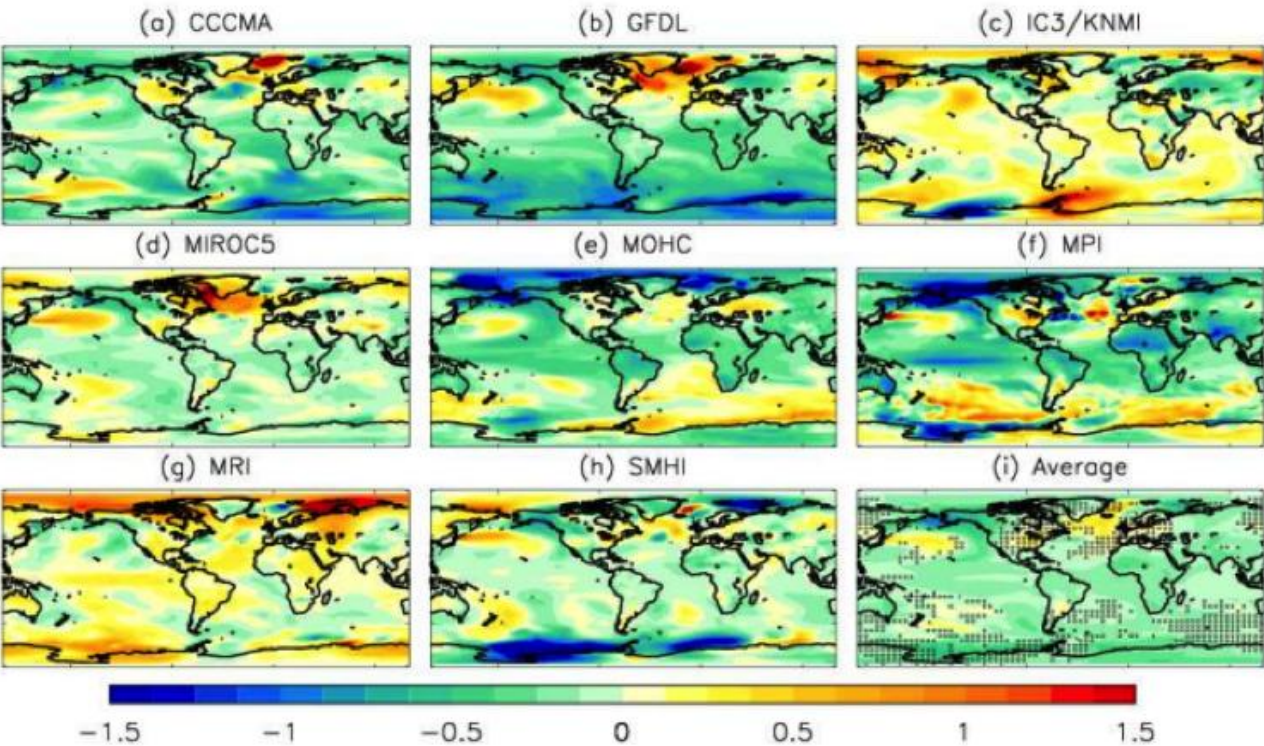 (a) CCCMA (b) GFDL (c) IC3/KNMI
(d) MIROC5 (e) MOHC (f) MPI
(g) MRI (h) SMHI (i) Average
−1.5 −1 −0.5 0 0.5 1 1.5